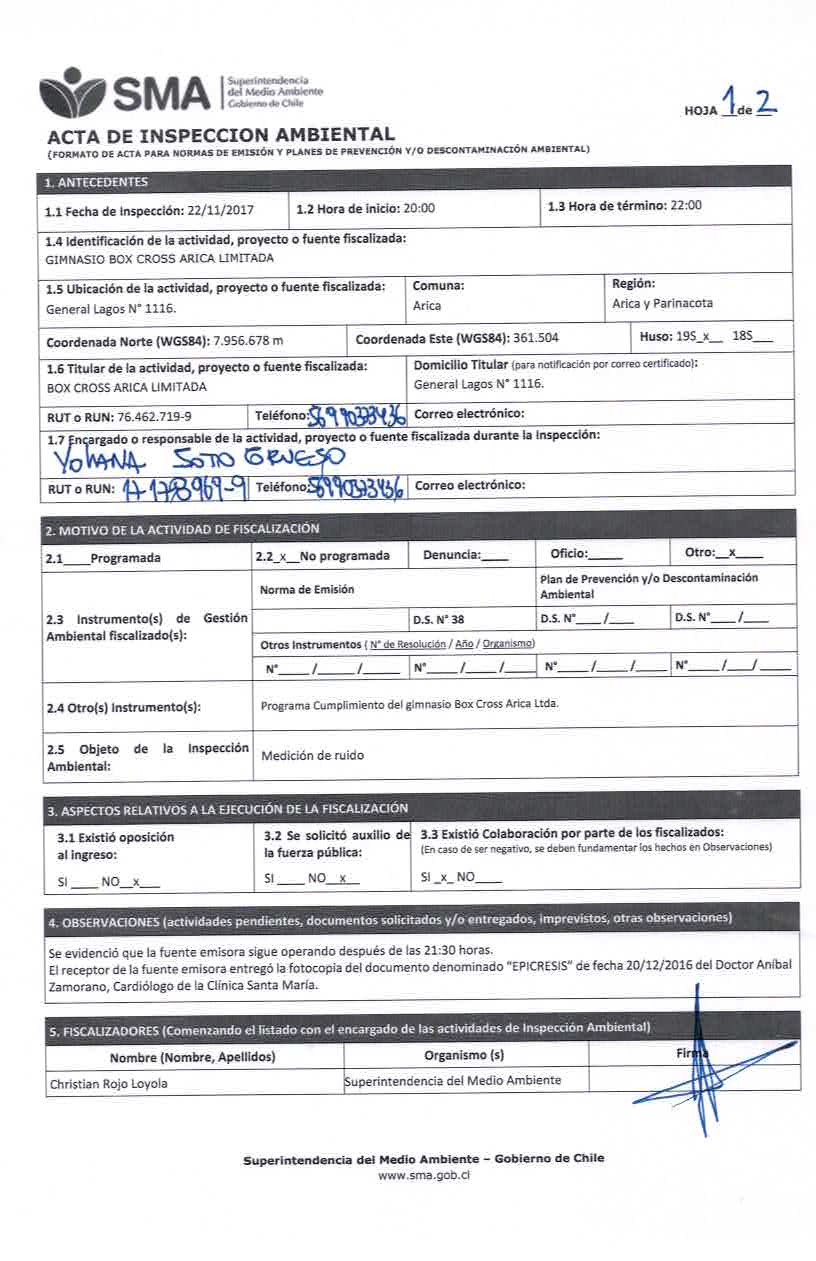 SMA
Superintendencia
del Medio Ambiente
Gobierno de Chile
HOJA 1 de 2
ACTA DE INSPECCION AMBIENTAL
(FORMATO DE ACTA PARA NORMAS DE EMISIÓN Y PLANES DE PREVENCIÓN Y/O DESCONTAMINACIÓN AMBIENTAL)
1. ANTECEDENTES
1.1 Fecha de Inspección: 22/11/2017 1.2 Hora de inicio: 20:00 1.3 Hora de término: 22:00
1.4 Identificación de la actividad, proyecto o fuente fiscalizada:
GIMNASIO BOX CROSS ARICA LIMITADA
1.5 Ubicación de la actividad, proyecto o fuente fiscalizada: Comuna: Región:
General Lagos N° 1116. Arica Arica y Parinacota
Coordenada Norte (WGS84): 7.956.678 m Coordenada Este (WGS84): 361.504 Huso: 19S_x__ 18S___
1.6 Titular de la actividad, proyecto o fuente fiscalizada: Domicilio Titular (para notificación por correo certificado):
BOX CROSS ARICA LIMITADA General Lagos N° 1116.
RUT o RUN: 76.462.719-9 Teléfono: Correo electrónico:
1.7 Encargado o responsable de la actividad, proyecto o fuente fiscalizada durante la Inspección:
YOHANA SOTO
RUT o RUN: Teléfono: Correo electrónico:
2. MOTIVO DE LA ACTIVIDAD DE FISCALIZACIÓN
2.1____Programada 2.2_x__No programada Denuncia:____ Oficio:_____ Otro:__x____
Norma de Emisión Plan de Prevención y/o Descontaminación
Ambiental
2.3 Instrumento(s) de Gestión
Ambiental fiscalizado(s):
D.S. N° 38 D.S. N°____/____ D.S. N°____/____
Otros Instrumentos ( N° de Resolución / Año / Organismo)
N°_____/_____/_____ N°_____/____/____ N°_____/____/____ N°____/____/____
2.4 Otro(s) Instrumento(s): Programa Cumplimiento del gimnasio Box Cross Arica Ltda.
2.5 Objeto de la Inspección
Ambiental: Medición de ruido
3. ASPECTOS RELATIVOS A LA EJECUCIÓN DE LA FISCALIZACIÓN
3.1 Existió oposición 3.2 Se solicitó auxilio de 3.3 Existió Colaboración por parte de los fiscalizados:
al ingreso: la fuerza pública: (En caso de ser negativo, se deben fundamentar los hechos en Observaciones)
SI ____ NO__x___ SI ____ NO__x__ SI _x_ NO____
4. OBSERVACIONES (actividades pendientes, documentos solicitados y/o entregados, imprevistos, otras observaciones)
Se evidenció que la fuente emisora sigue operando después de las 21:30 horas.
El receptor de la fuente emisora entregó la fotocopia del documento denominado "EPICRESIS" de fecha 20/12/2016 del Doctor Aníbal
Zamorano, Cardiólogo de la Clínica Santa María.
5. FISCALIZADORES (Comenzando el listado con el encargado de las actividades de Inspección Ambiental)
Nombre (Nombre, Apellidos) Organismo (s) Firma
Christian Rojo Loyola Superintendencia del Medio Ambiente
Superintendencia del Medio Ambiente – Gobierno de Chile
www.sma.gob.cl